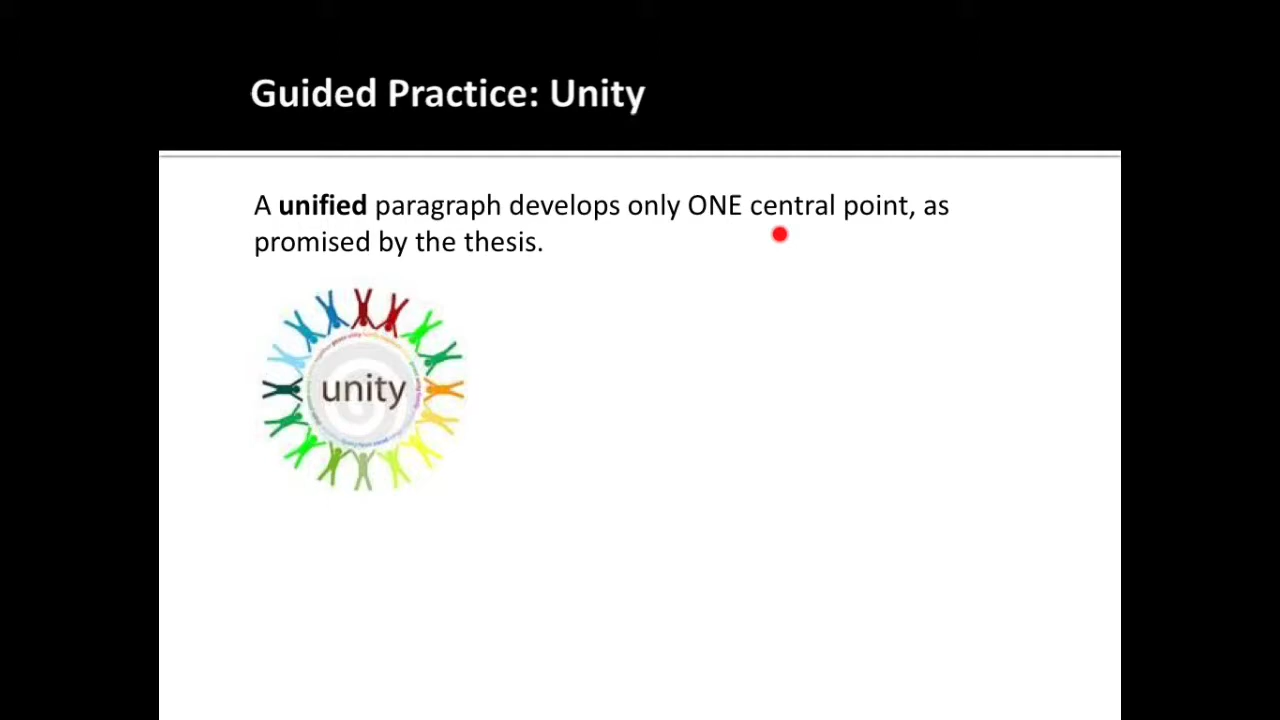 Guided Practice: Unity
A unified paragraph develops only ONE central point, as
promised by the thesis.
unity